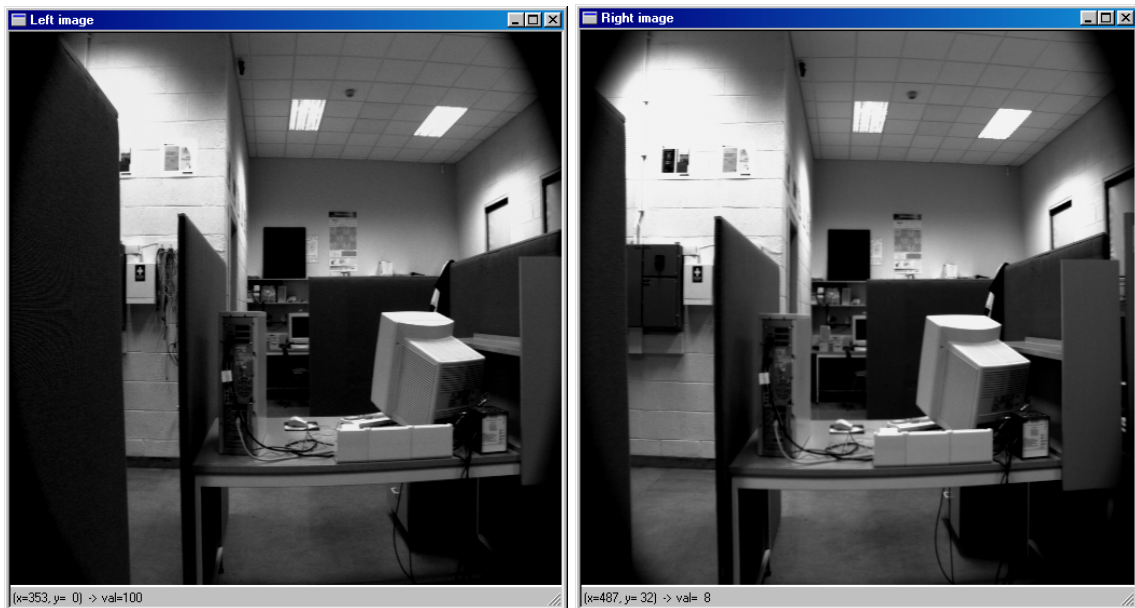 Left image
Right image
(x=353, y= 0) -> val=100
(x=487, y= 32) -> val= 8